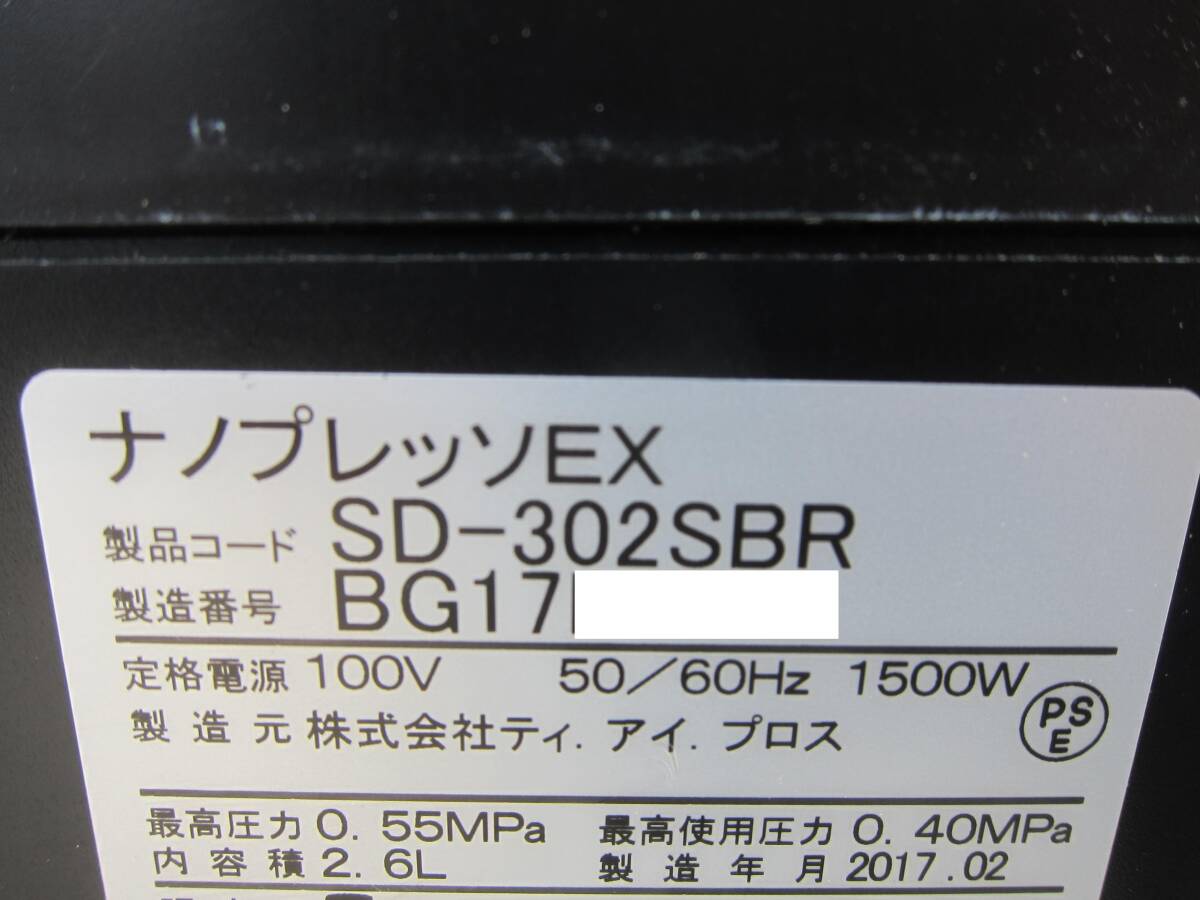 ナノプレッソEX
製品コード SD-302SBR
製造番号 BG17
定格電源 100V 50/60Hz 1500W
製造元 株式会社ティ.アイ.プロス
PSE
最高圧力 0.55MPa 最高使用圧力 0.40MPa
内容積 2.6L 製造年月 2017.02